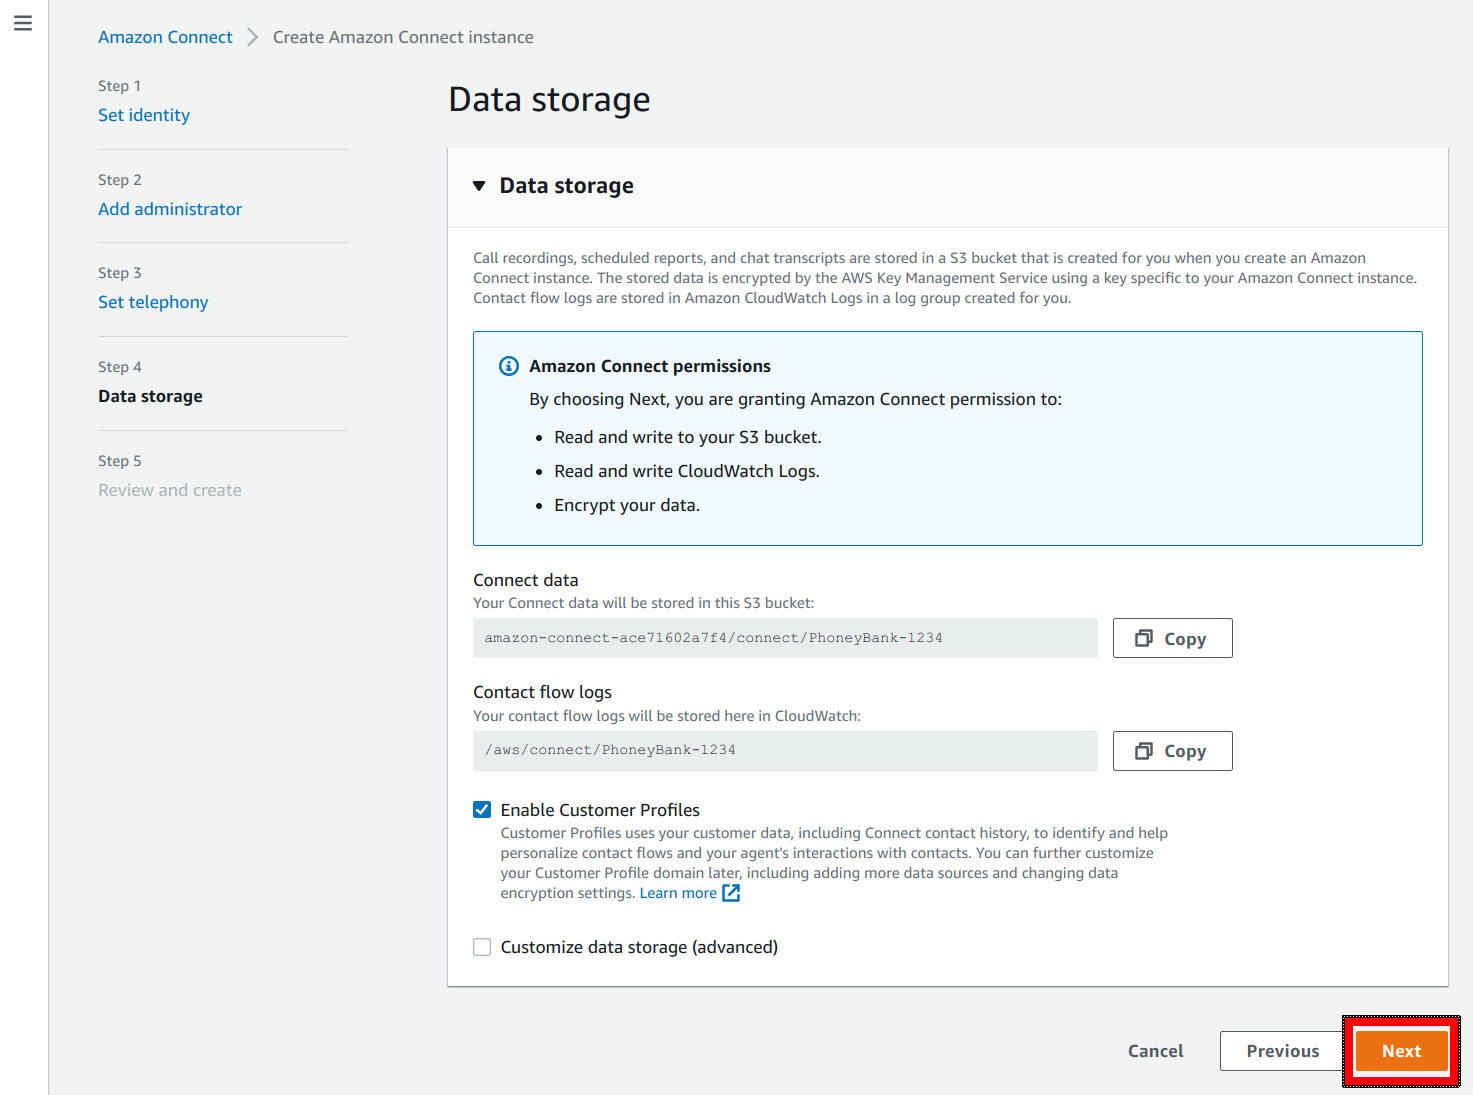 Amazon Connect
Create Amazon Connect instance
Step 1
Set identity
Step 2
Add administrator
Step 3
Set telephony
Step 4
Data storage
Step 5
Review and create
Data storage
Data storage
Call recordings, scheduled reports, and chat transcripts are stored in a S3 bucket that is created for you when you create an Amazon
Connect instance. The stored data is encrypted by the AWS Key Management Service using a key specific to your Amazon Connect instance.
Contact flow logs are stored in Amazon CloudWatch Logs in a log group created for you.
Amazon Connect permissions
By choosing Next, you are granting Amazon Connect permission to:
• Read and write to your S3 bucket.
• Read and write CloudWatch Logs.
• Encrypt your data.
Connect data
Your Connect data will be stored in this S3 bucket:
amazon-connect-ace71602a7f4/connect/PhoneyBank-1234
Copy
Contact flow logs
Your contact flow logs will be stored here in CloudWatch:
/aws/connect/PhoneyBank-1234
Copy
Enable Customer Profiles
Customer Profiles uses your customer data, including Connect contact history, to identify and help
personalize contact flows and your agent's interactions with contacts. You can further customize
your Customer Profile domain later, including adding more data sources and changing data
encryption settings. Learn more
Customize data storage (advanced)
Cancel
Previous
Next